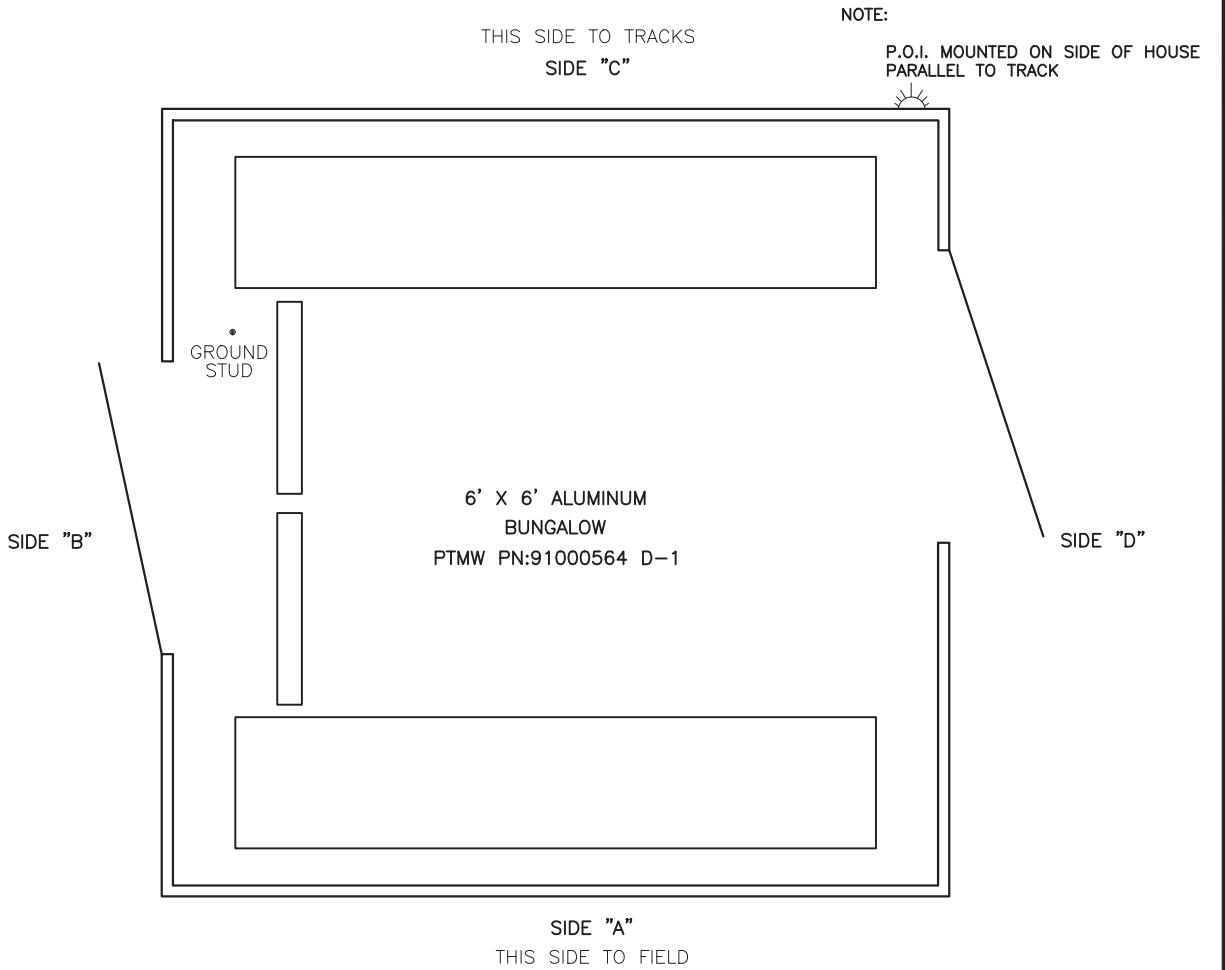 NOTE:
THIS SIDE TO TRACKS
SIDE "C"
P.O.I. MOUNTED ON SIDE OF HOUSE
PARALLEL TO TRACK
GROUND
STUD
6' X 6' ALUMINUM
BUNGALOW
PTMW PN:91000564 D-1
SIDE "B"
SIDE "D"
SIDE "A"
THIS SIDE TO FIELD